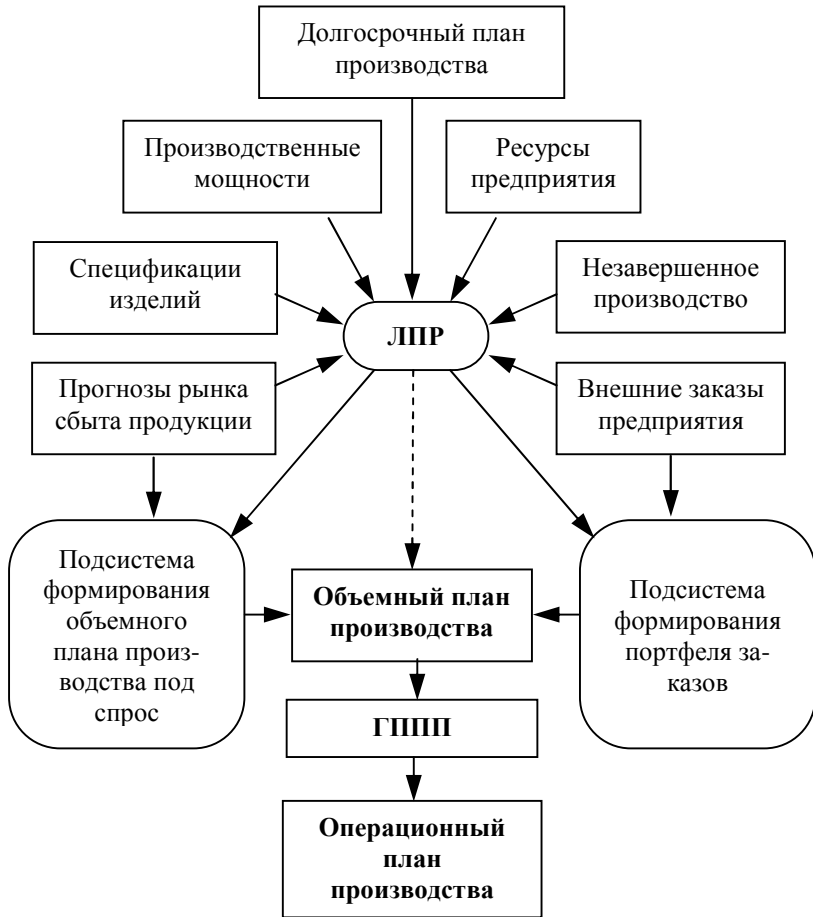 Долгосрочный план
производства
Производственные
мощности
Ресурсы
предприятия
Спецификации
изделий
Незавершенное
производство
ЛПР
Прогнозы рынка
сбыта продукции
Внешние заказы
предприятия
Подсистема
формирования
объемного
плана произ-
водства под
спрос
Объемный план
производства
Подсистема
формирования
портфеля за-
казов
ГППП
Операционный
план
производства